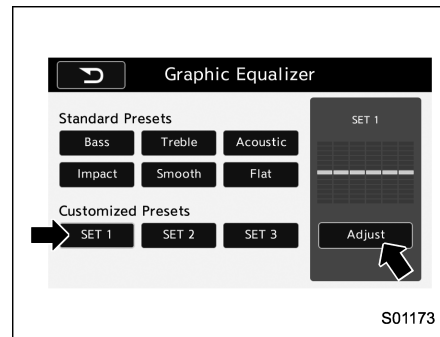 Graphic Equalizer
Standard Presets
Bass Treble Acoustic
Impact Smooth Flat
Customized Presets
SET 1 SET 2 SET 3
SET 1
Adjust
S01173